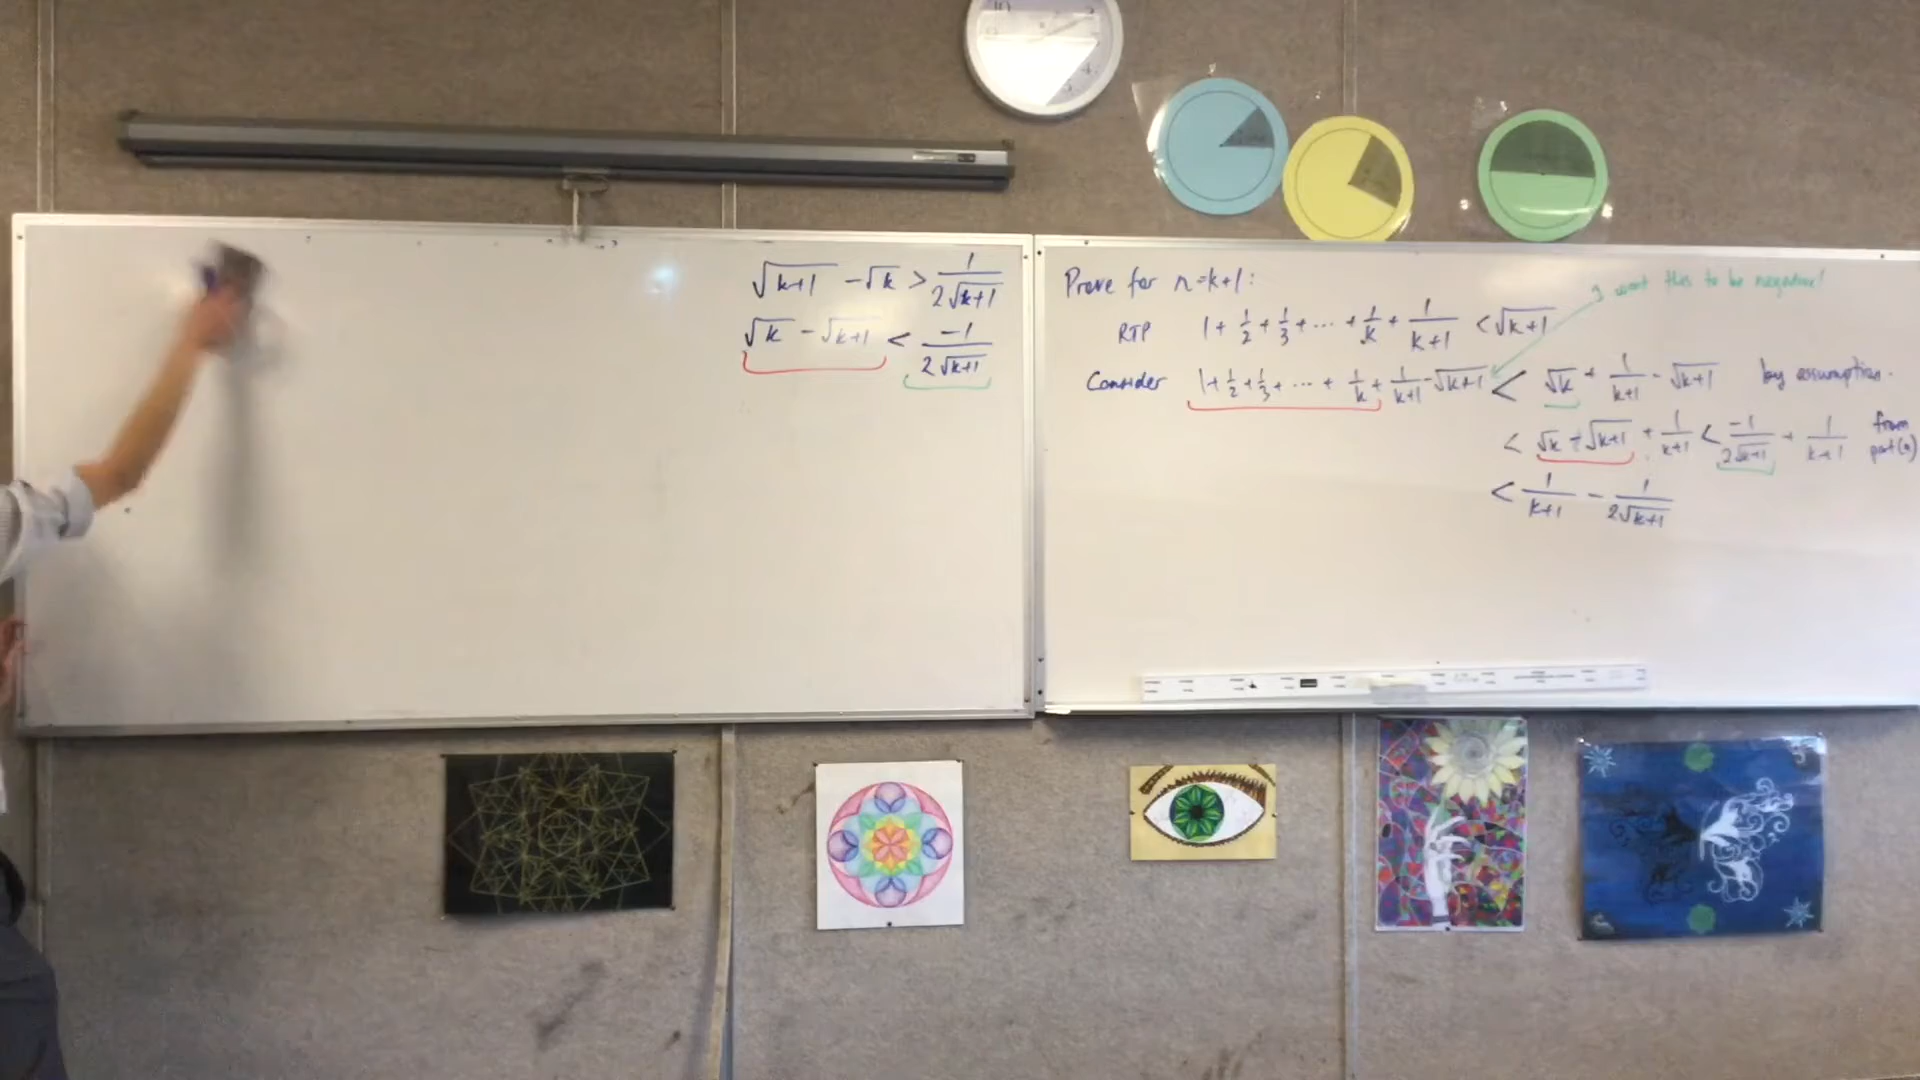 √(k+1) - √k > 1/(2√(k+1))
√k - √(k+1) < -1/(2√(k+1))
Prove for n=k+1:
I want this to be negative!
RTP 1 + 1/2 + 1/3 + ... + 1/k + 1/(k+1) < √(k+1)
Consider 1 + 1/2 + 1/3 + ... + 1/k + 1/(k+1) - √(k+1) < √k + 1/(k+1) - √(k+1) by assumption.
< √k - √(k+1) + 1/(k+1) < -1/(2√(k+1)) + 1/(k+1) from part(a)
< 1/(k+1) - 1/(2√(k+1))